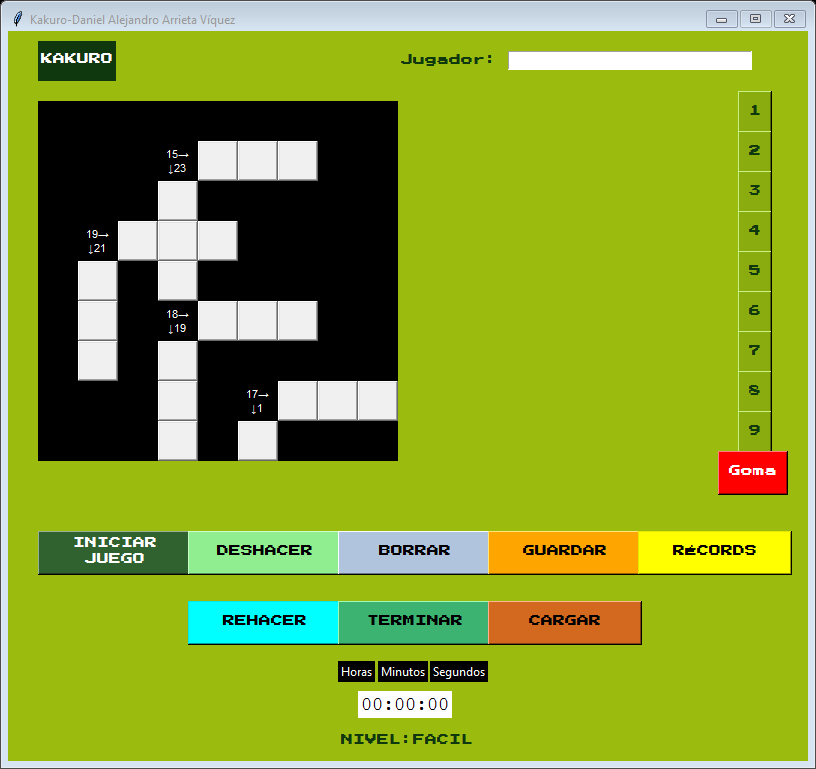 Kakuro-Daniel Alejandro Arrieta Víquez
KAKURO
Jugador:
15→
↓23
19→
↓21
18→
↓19
17→
↓1
1
2
3
4
5
6
7
8
9
Goma
INICIAR
JUEGO
DESHACER
BORRAR
GUARDAR
RéCORDS
REHACER
TERMINAR
CARGAR
Horas Minutos Segundos
00:00:00
NIVEL:FACIL